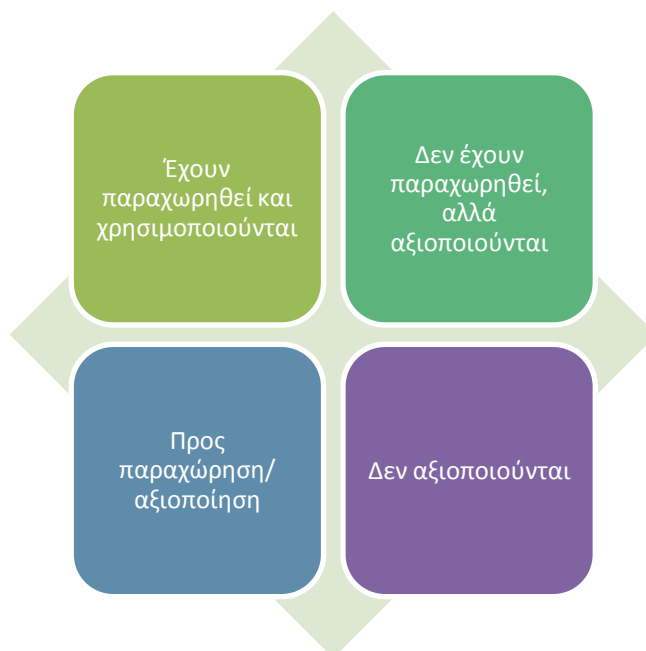 Έχουν
παραχωρηθεί και
χρησιμοποιούνται
Δεν έχουν
παραχωρηθεί,
αλλά
αξιοποιούνται
Προς
παραχώρηση/
αξιοποίηση
Δεν αξιοποιούνται